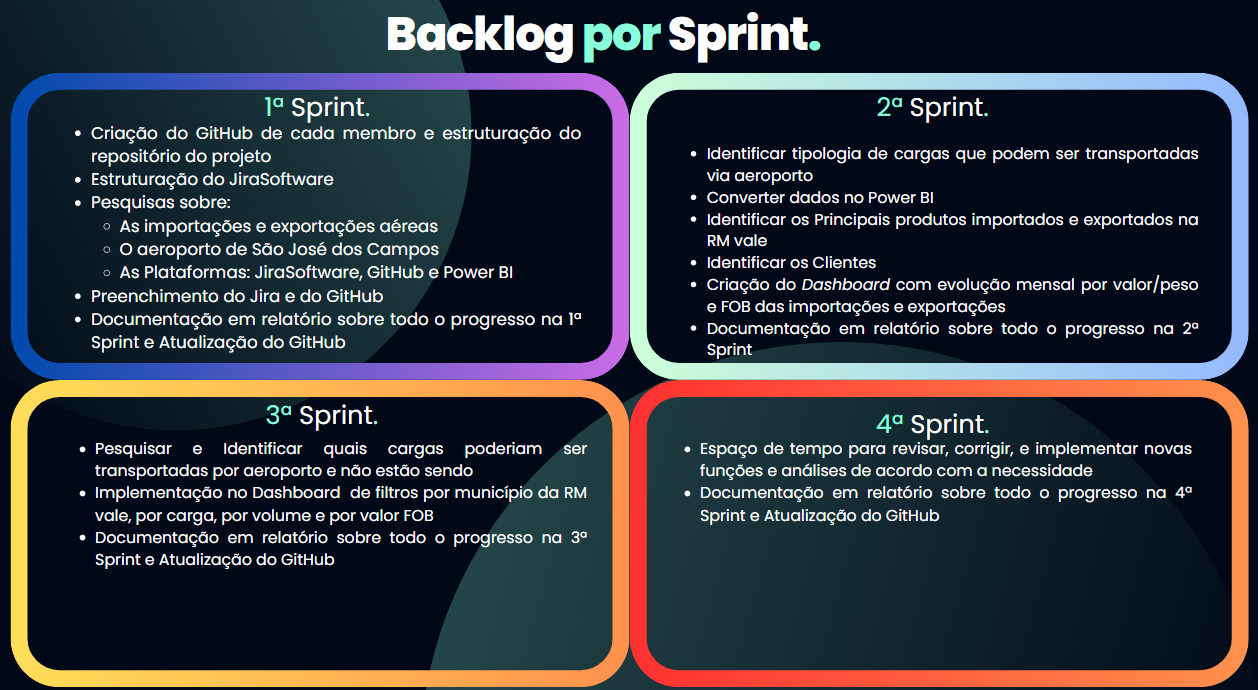 Backlog por Sprint.
1ª Sprint.
• Criação do GitHub de cada membro e estruturação do
repositório do projeto
• Estruturação do JiraSoftware
• Pesquisas sobre:
◦ As importações e exportações aéreas
◦ O aeroporto de São José dos Campos
◦ As Plataformas: JiraSoftware, GitHub e Power BI
• Preenchimento do Jira e do GitHub
• Documentação em relatório sobre todo o progresso na 1ª
Sprint e Atualização do GitHub
2ª Sprint.
• Identificar tipologia de cargas que podem ser transportadas
via aeroporto
• Converter dados no Power BI
• Identificar os Principais produtos importados e exportados na
RM vale
• Identificar os Clientes
• Criação do Dashboard com evolução mensal por valor/peso
e FOB das importações e exportações
• Documentação em relatório sobre todo o progresso na 2ª
Sprint
3ª Sprint.
• Pesquisar e Identificar quais cargas poderiam ser
transportadas por aeroporto e não estão sendo
• Implementação no Dashboard de filtros por município da RM
vale, por carga, por volume e por valor FOB
• Documentação em relatório sobre todo o progresso na 3ª
Sprint e Atualização do GitHub
4ª Sprint.
• Espaço de tempo para revisar, corrigir, e implementar novas
funções e análises de acordo com a necessidade
• Documentação em relatório sobre todo o progresso na 4ª
Sprint e Atualização do GitHub